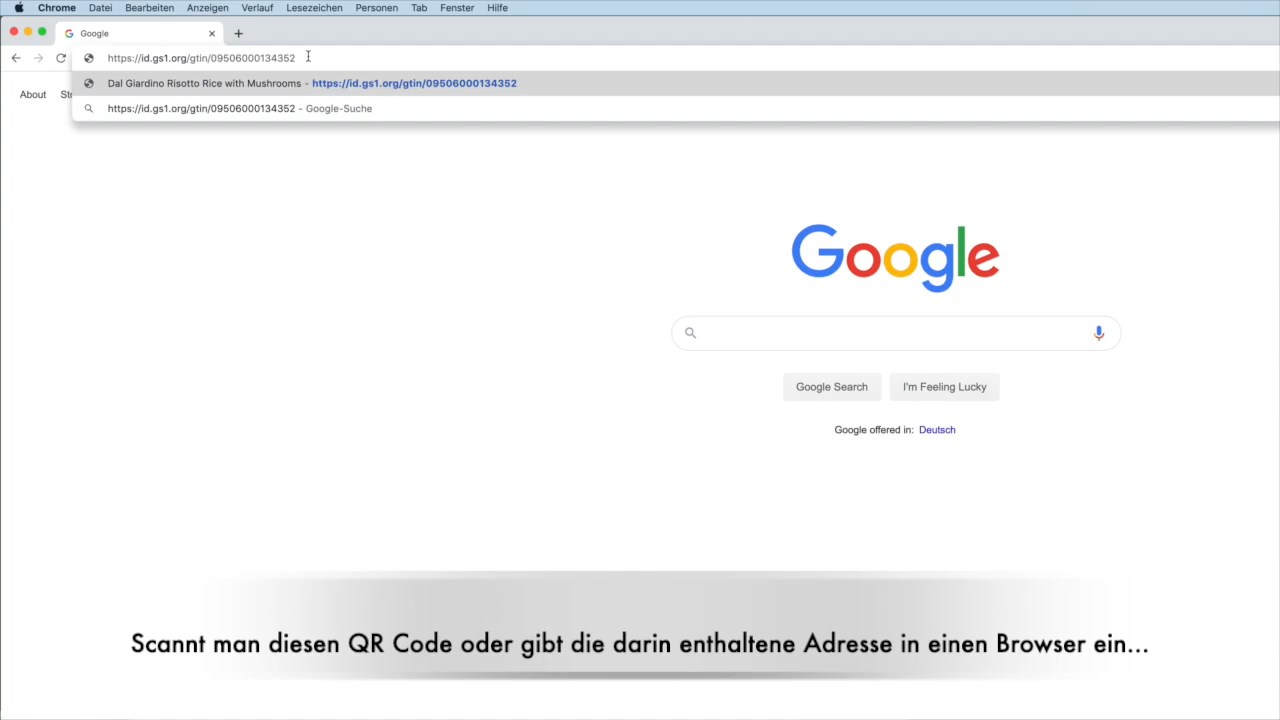 Chrome Datei Bearbeiten Anzeigen Verlauf Lesezeichen Personen Tab Fenster Hilfe
Google
https://id.gs1.org/gtin/09506000134352
Dal Giardino Risotto Rice with Mushrooms - https://id.gs1.org/gtin/09506000134352
About
https://id.gs1.org/gtin/09506000134352 - Google-Suche
Google
Google Search I'm Feeling Lucky
Google offered in: Deutsch
Scannt man diesen QR Code oder gibt die darin enthaltene Adresse in einen Browser ein...